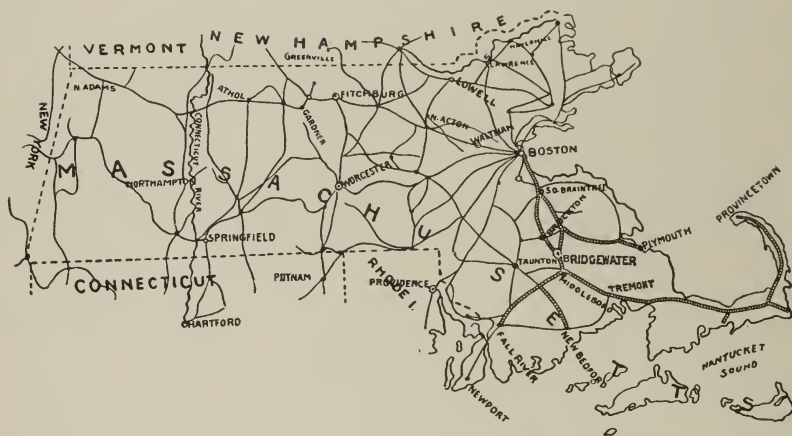 VERMONT
NEW HAMPSHIRE
GREENVILLE
HAVERHILL
LAWRENCE
LOWELL
N. ADAMS
ATHOL
FITCHBURG
GARDNER
N. ACTON
WALTHAM
BOSTON
NEW YORK
MASSACHUSETTS
CONNECTICUT RIVER
NORTHAMPTON
WORCESTER
SPRINGFIELD
SO. BRAINTREE
BROCKTON
PLYMOUTH
PROVINCETOWN
TAUNTON
BRIDGEWATER
MIDDLEBORO
TREMONT
CONNECTICUT
PUTNAM
RHODE I.
PROVIDENCE
HARTFORD
FALL RIVER
NEW BEDFORD
NEWPORT
NANTUCKET
SOUND